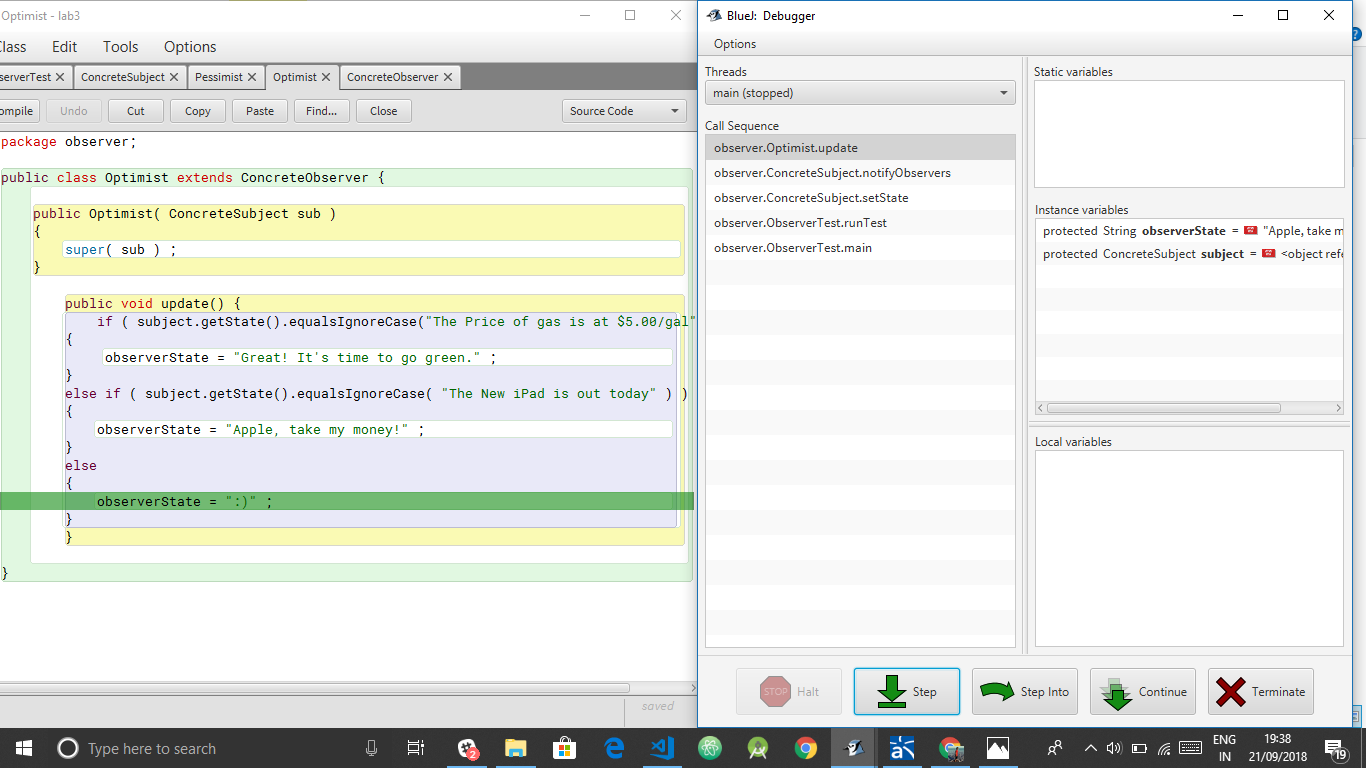 Optimist - lab3
Class Edit Tools Options
serverTest ConcreteSubject Pessimist Optimist ConcreteObserver
ompile Undo Cut Copy Paste Find... Close Source Code
package observer;
public class Optimist extends ConcreteObserver {
public Optimist( ConcreteSubject sub )
{
super( sub ) ;
}
public void update() {
if ( subject.getState().equalsIgnoreCase("The Price of gas is at $5.00/gal"
{
observerState = "Great! It's time to go green." ;
}
else if ( subject.getState().equalsIgnoreCase( "The New iPad is out today" ) )
{
observerState = "Apple, take my money!" ;
}
else
{
observerState = ":)" ;
}
}
}
saved
BlueJ: Debugger
Options
Threads
main (stopped)
Call Sequence
observer.Optimist.update
observer.ConcreteSubject.notifyObservers
observer.ConcreteSubject.setState
observer.ObserverTest.runTest
observer.ObserverTest.main
Static variables
Instance variables
protected String observerState = "Apple, take m
protected ConcreteSubject subject = <object refe
Local variables
STOP Halt Step Step Into Continue Terminate
Type here to search
2
ENG
IN
19:38
21/09/2018
19